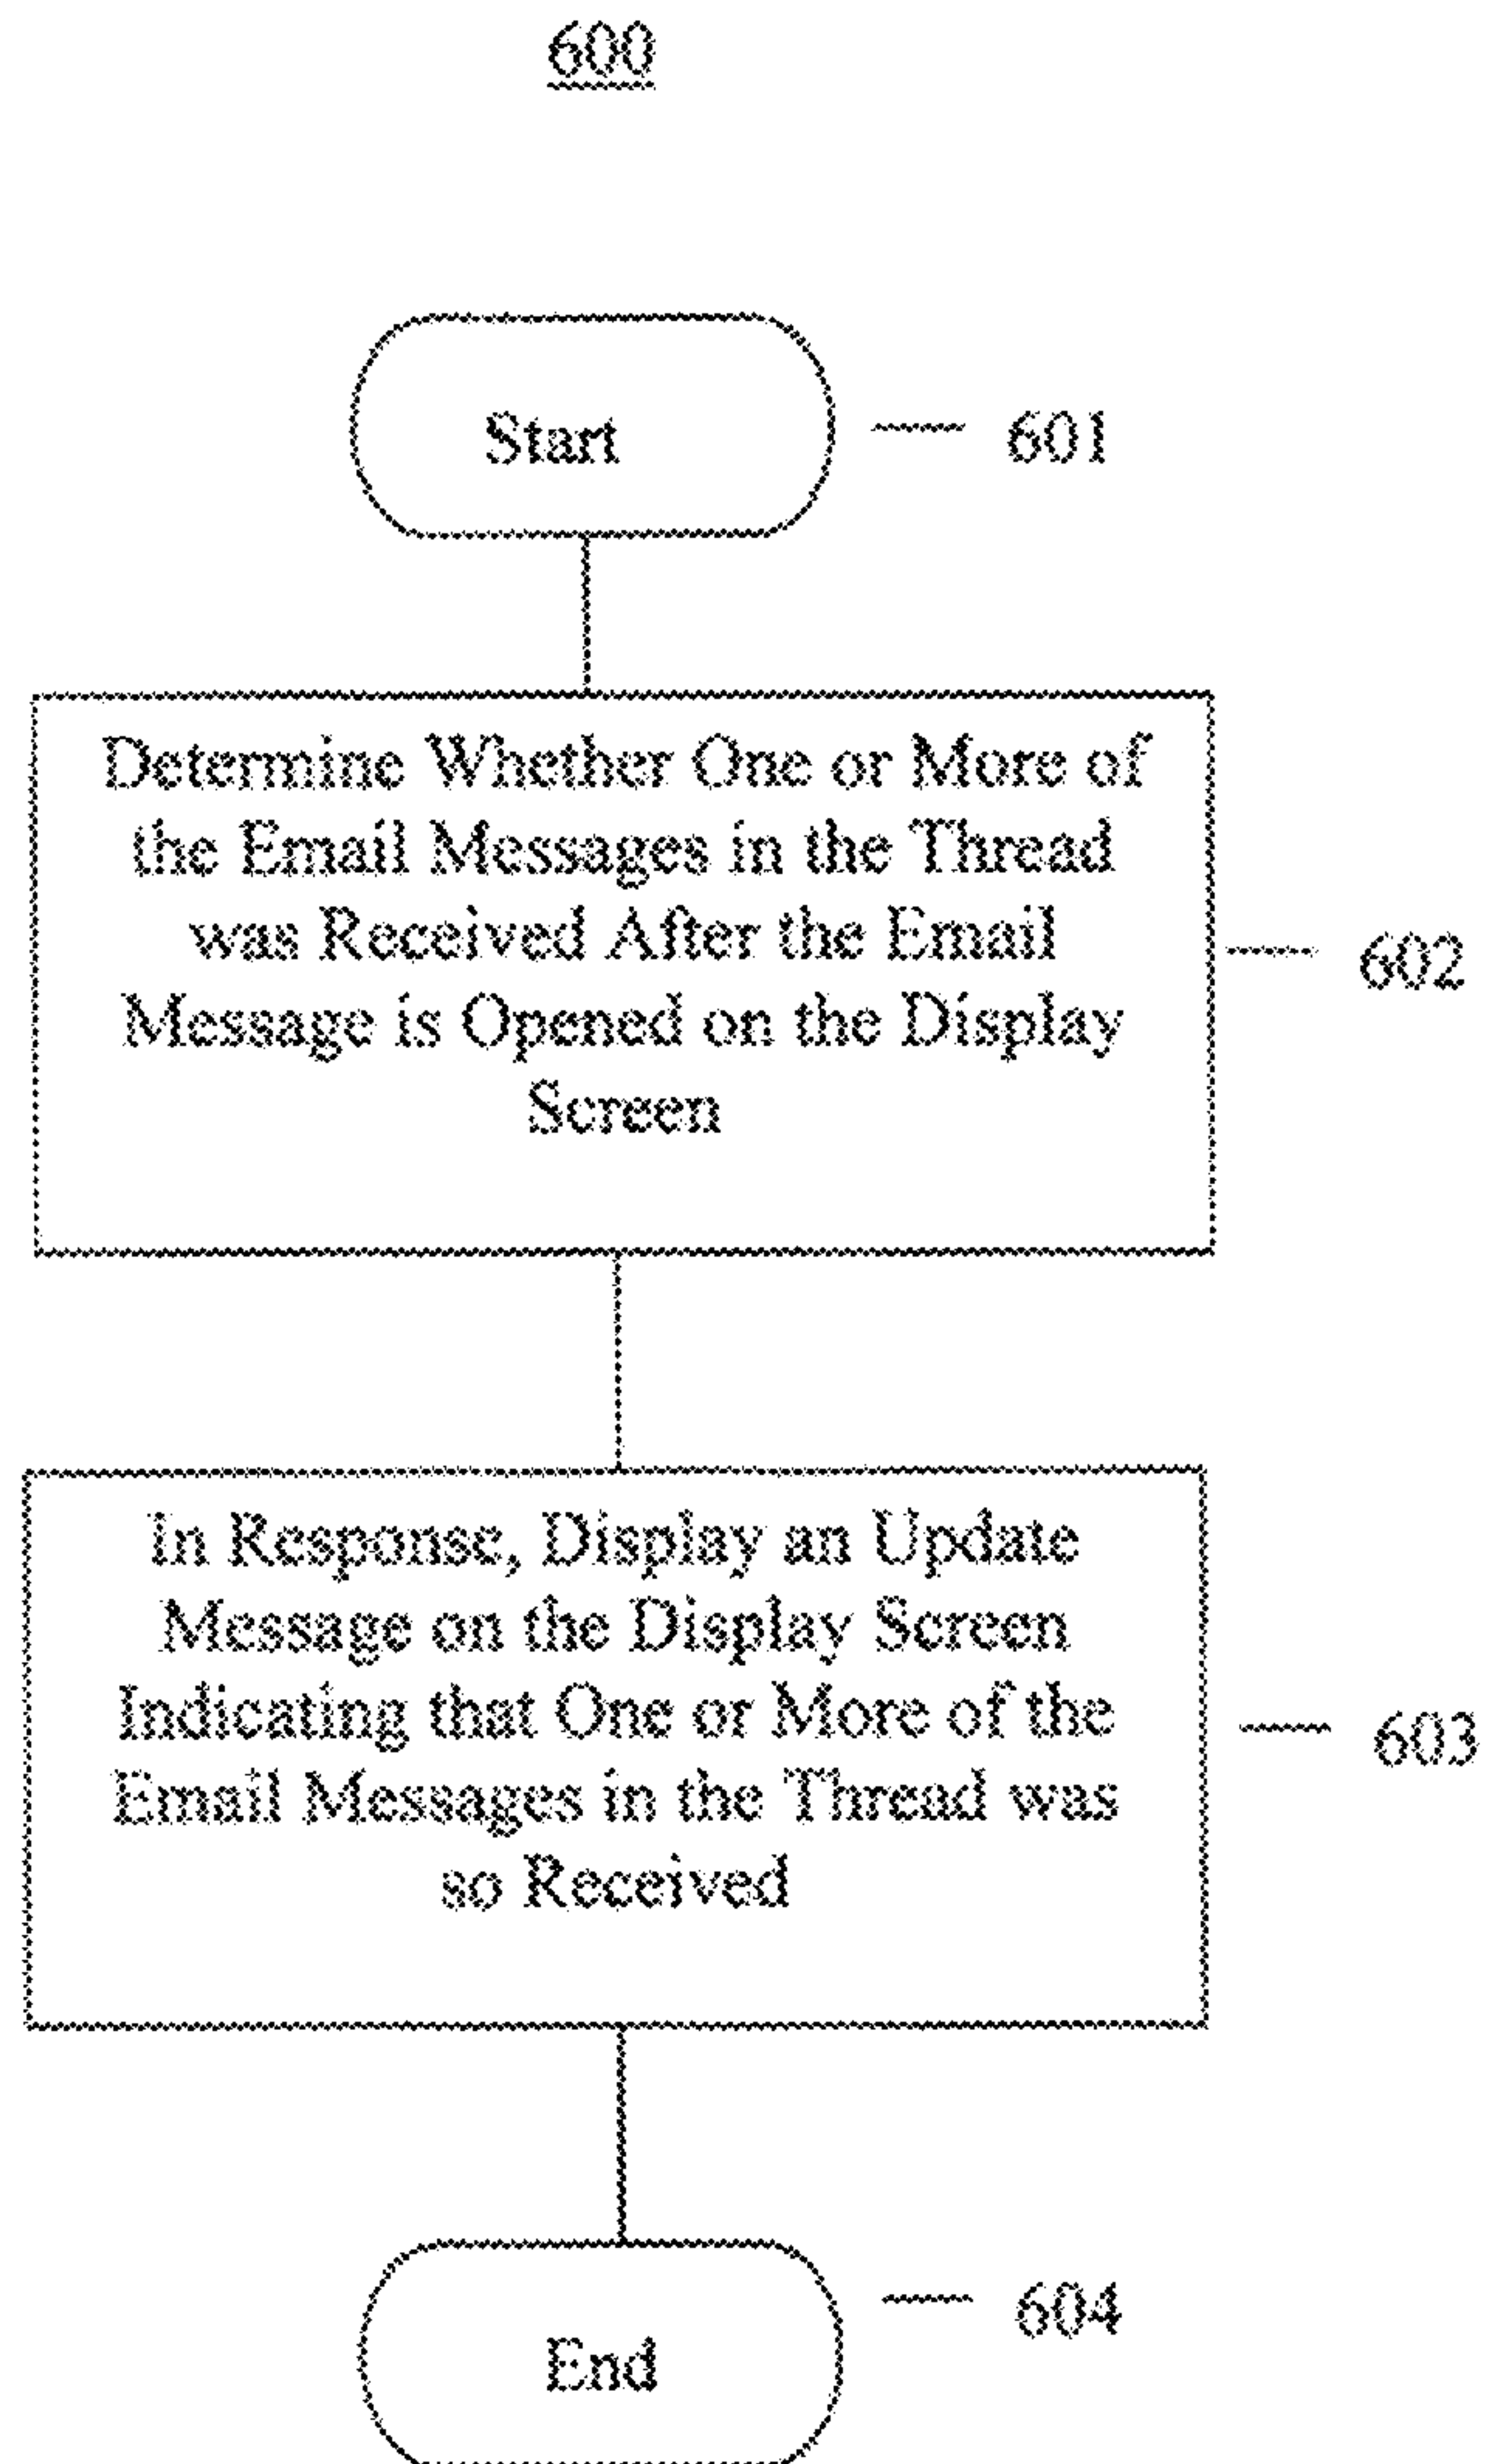 600
Start
601
Determine Whether One or More of
the Email Messages in the Thread
was Received After the Email
Message is Opened on the Display
Screen
602
In Response, Display an Update
Message on the Display Screen
Indicating that One or More of the
Email Messages in the Thread was
so Received
603
604
End